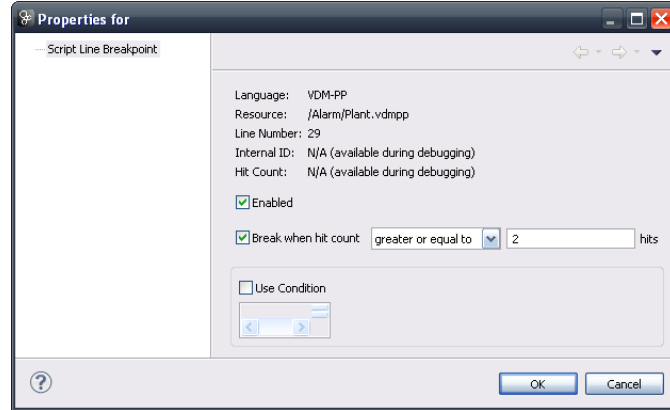 Properties for
Script Line Breakpoint
Language: VDM-PP
Resource: /Alarm/Plant.vdmpp
Line Number: 29
Internal ID: N/A (available during debugging)
Hit Count: N/A (available during debugging)
Enabled
Break when hit count greater or equal to 2 hits
Use Condition
? OK Cancel